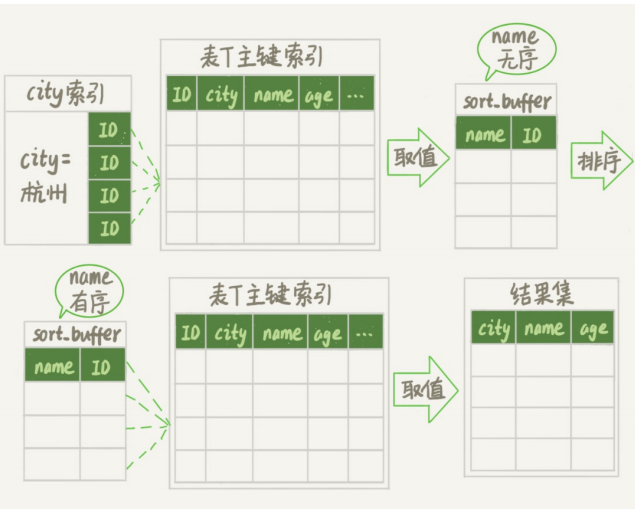 city索引
city=
杭州
ID
ID
ID
ID
表T主键索引
ID city name age ...
取值
name
无序
sort_buffer
name ID
排序
name
有序
sort_buffer
name ID
表T主键索引
ID city name age ...
取值
结果集
city name age